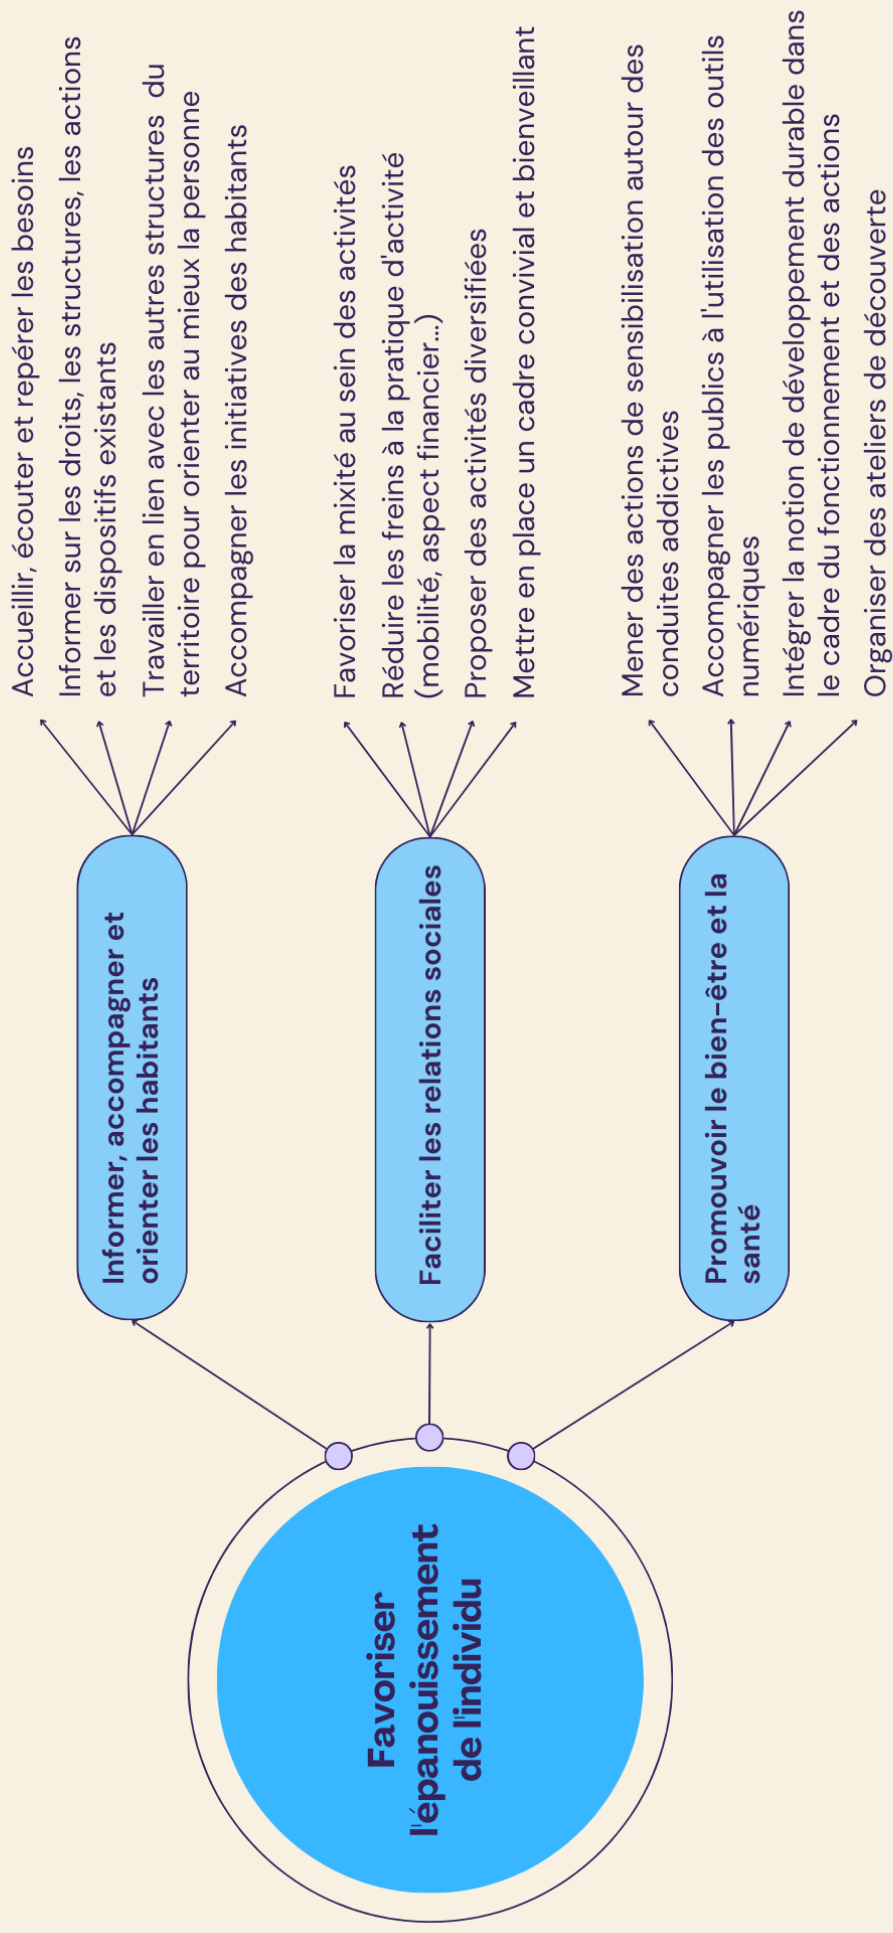 Favoriser
l'épanouissement
de l'individu
Informer, accompagner et
orienter les habitants
Accueillir, écouter et repérer les besoins
Informer sur les droits, les structures, les actions
et les dispositifs existants
Travailler en lien avec les autres structures du
territoire pour orienter au mieux la personne
Accompagner les initiatives des habitants
Faciliter les relations sociales
Favoriser la mixité au sein des activités
Réduire les freins à la pratique d'activité
(mobilité, aspect financier...)
Proposer des activités diversifiées
Mettre en place un cadre convivial et bienveillant
Promouvoir le bien-être et la
santé
Mener des actions de sensibilisation autour des
conduites addictives
Accompagner les publics à l'utilisation des outils
numériques
Intégrer la notion de développement durable dans
le cadre du fonctionnement et des actions
Organiser des ateliers de découverte